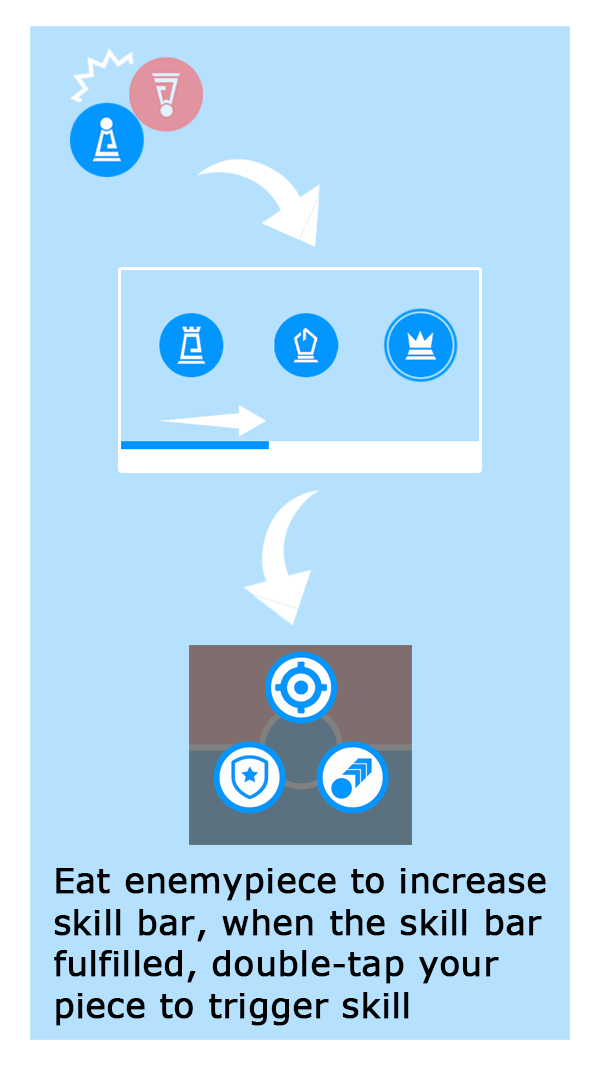 Eat enemypiece to increase
skill bar, when the skill bar
fulfilled, double-tap your
piece to trigger skill